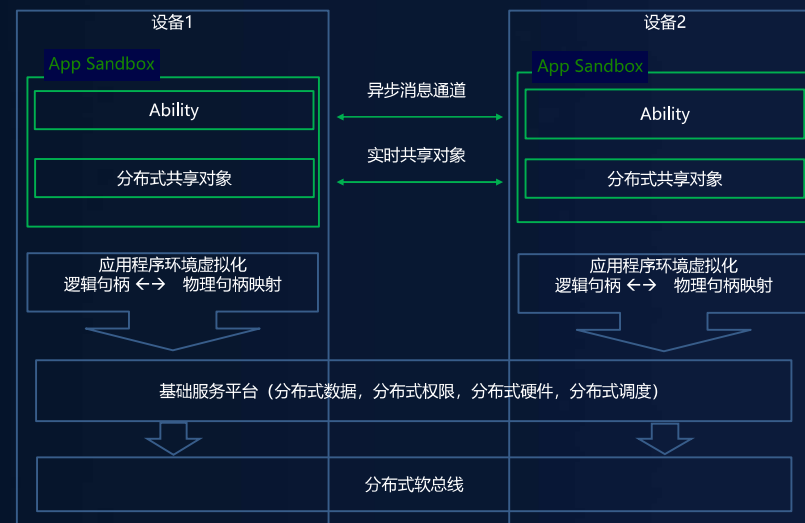 设备1
设备2
App Sandbox
App Sandbox
Ability
异步消息通道
Ability
分布式共享对象
实时共享对象
分布式共享对象
应用程序环境虚拟化
逻辑句柄 ←→ 物理句柄映射
应用程序环境虚拟化
逻辑句柄 ←→ 物理句柄映射
基础服务平台（分布式数据，分布式权限，分布式硬件，分布式调度）
分布式软总线